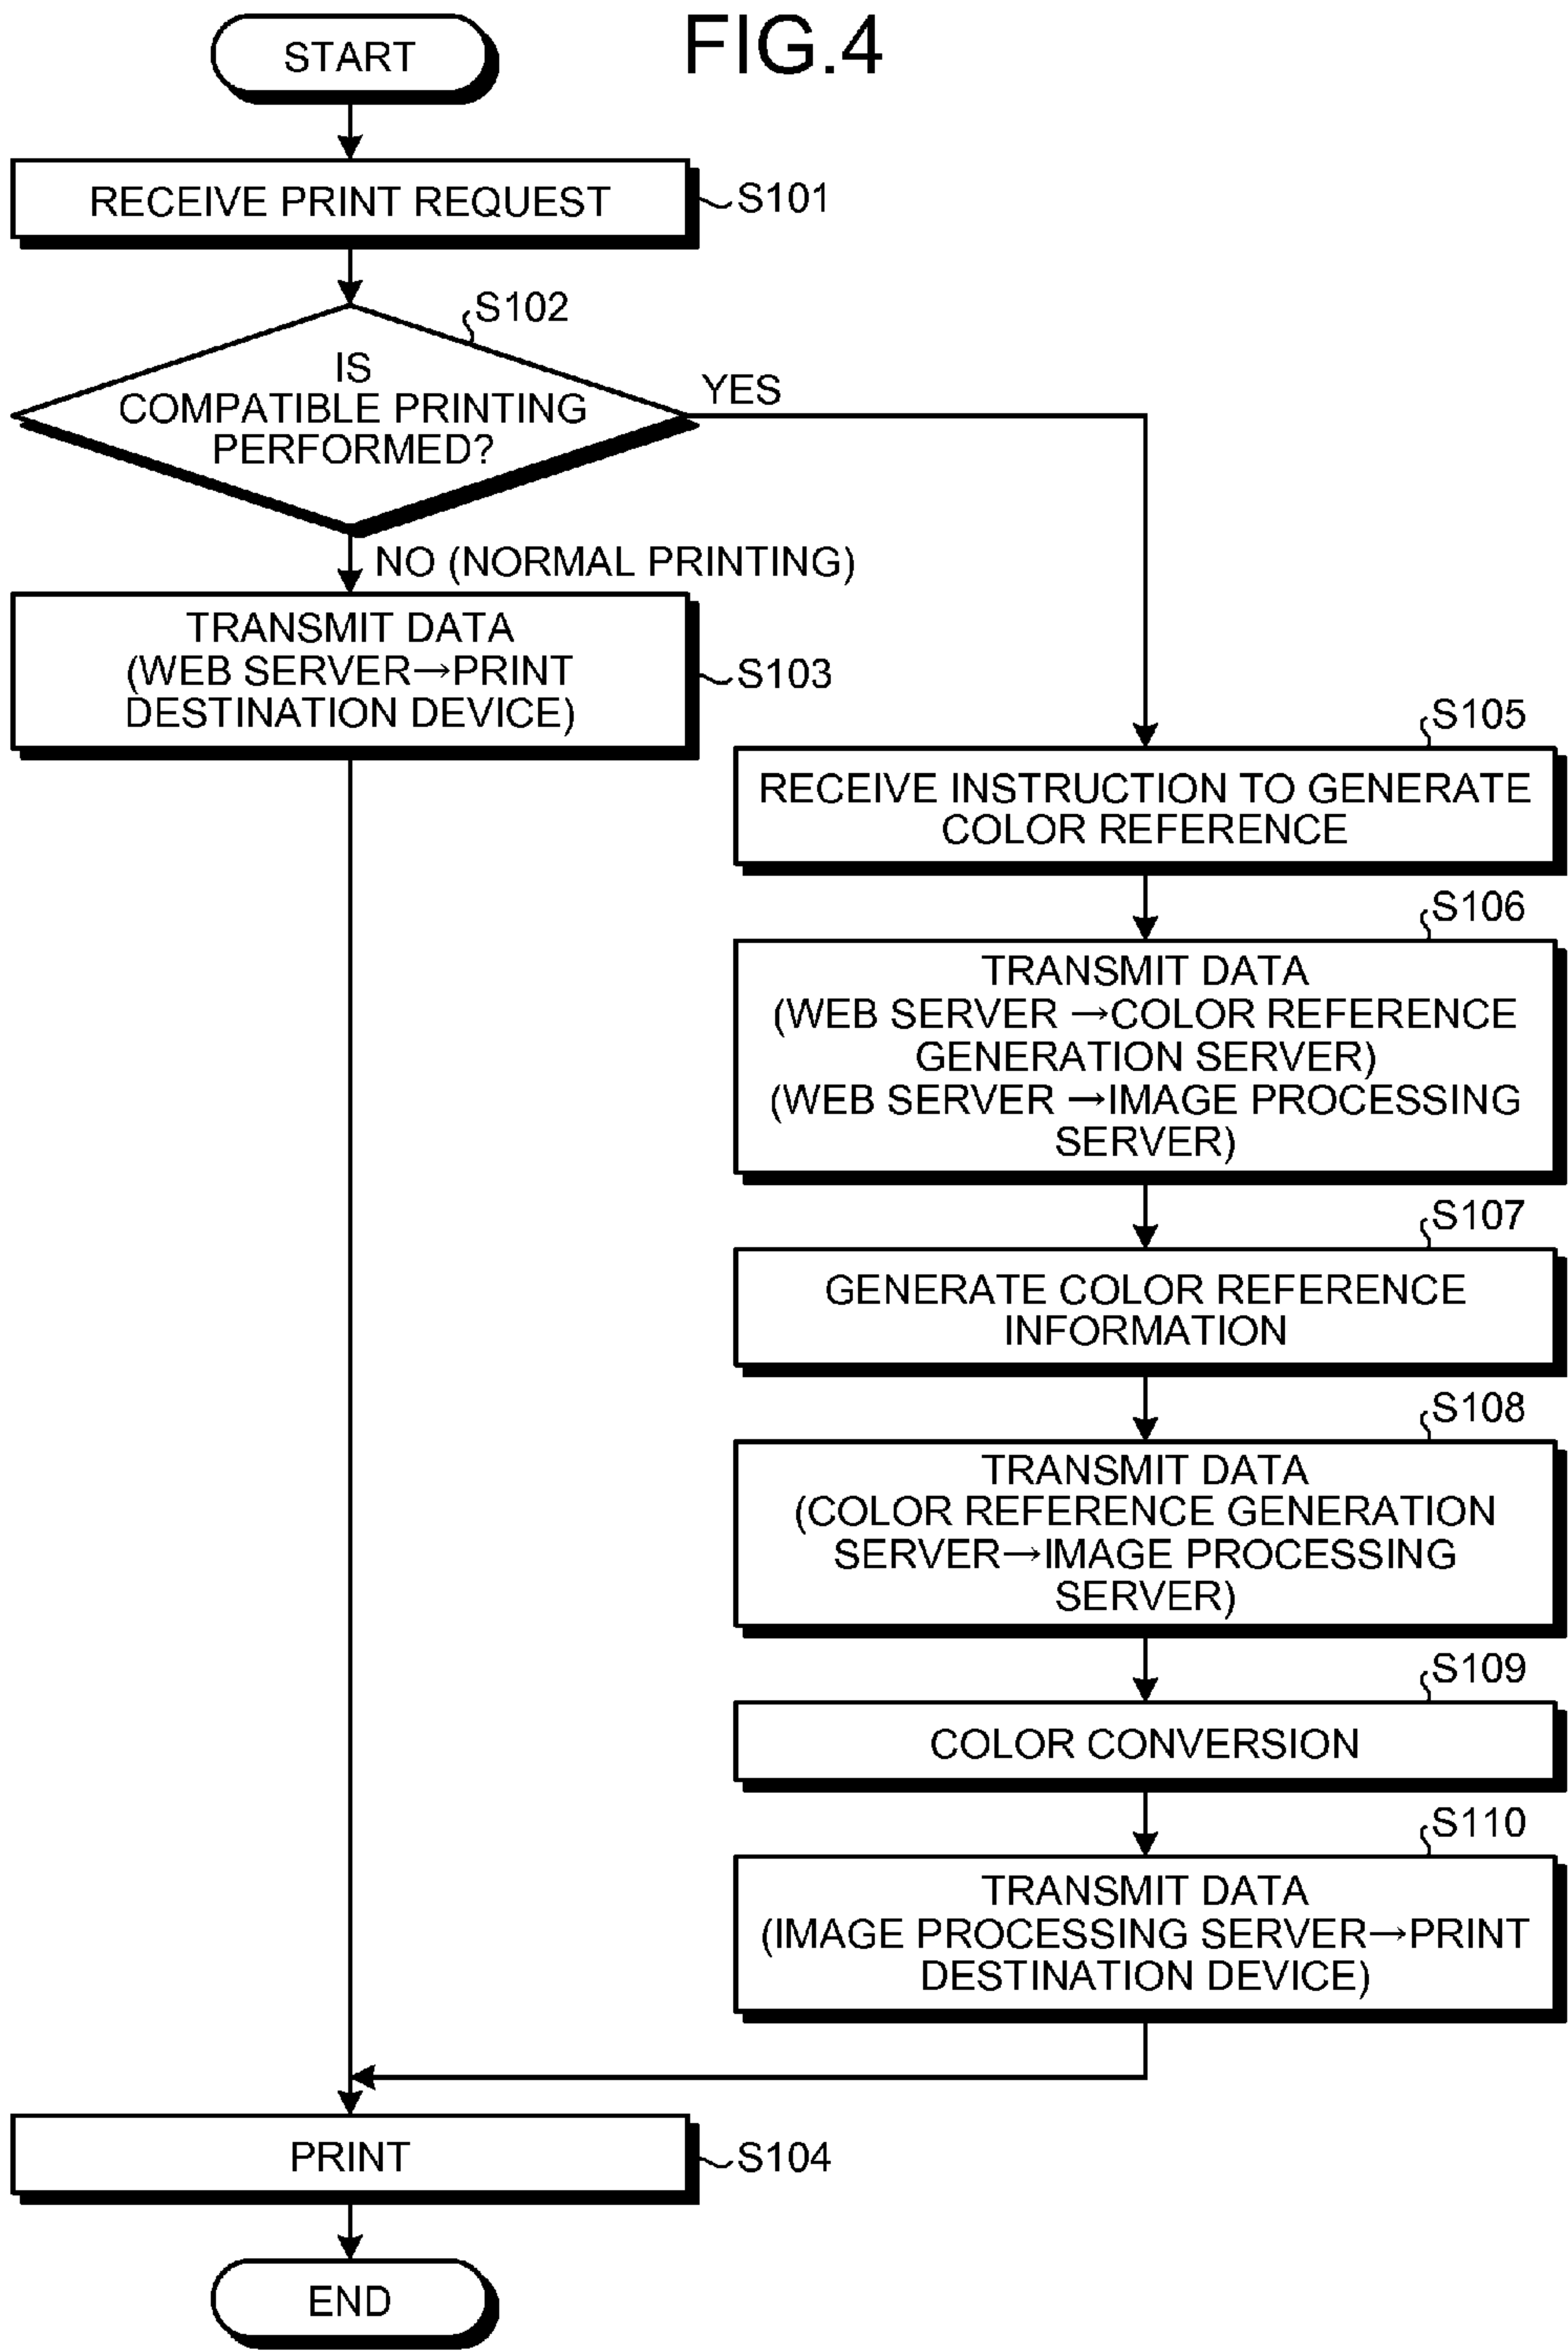 FIG.4
START
RECEIVE PRINT REQUEST
S101
S102
IS
COMPATIBLE PRINTING
PERFORMED?
YES
NO (NORMAL PRINTING)
TRANSMIT DATA
(WEB SERVER→PRINT
DESTINATION DEVICE)
S103
S105
RECEIVE INSTRUCTION TO GENERATE
COLOR REFERENCE
S106
TRANSMIT DATA
(WEB SERVER →COLOR REFERENCE
GENERATION SERVER)
(WEB SERVER →IMAGE PROCESSING
SERVER)
S107
GENERATE COLOR REFERENCE
INFORMATION
S108
TRANSMIT DATA
(COLOR REFERENCE GENERATION
SERVER→IMAGE PROCESSING
SERVER)
S109
COLOR CONVERSION
S110
TRANSMIT DATA
(IMAGE PROCESSING SERVER→PRINT
DESTINATION DEVICE)
PRINT
S104
END